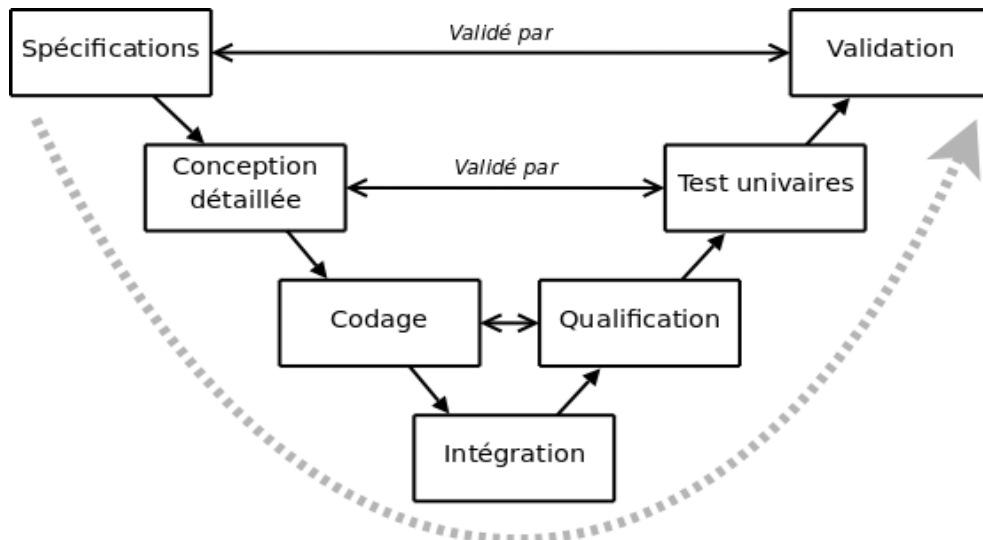 Spécifications
Validé par
Validation
Conception
détaillée
Validé par
Test univaires
Codage
Qualification
Intégration